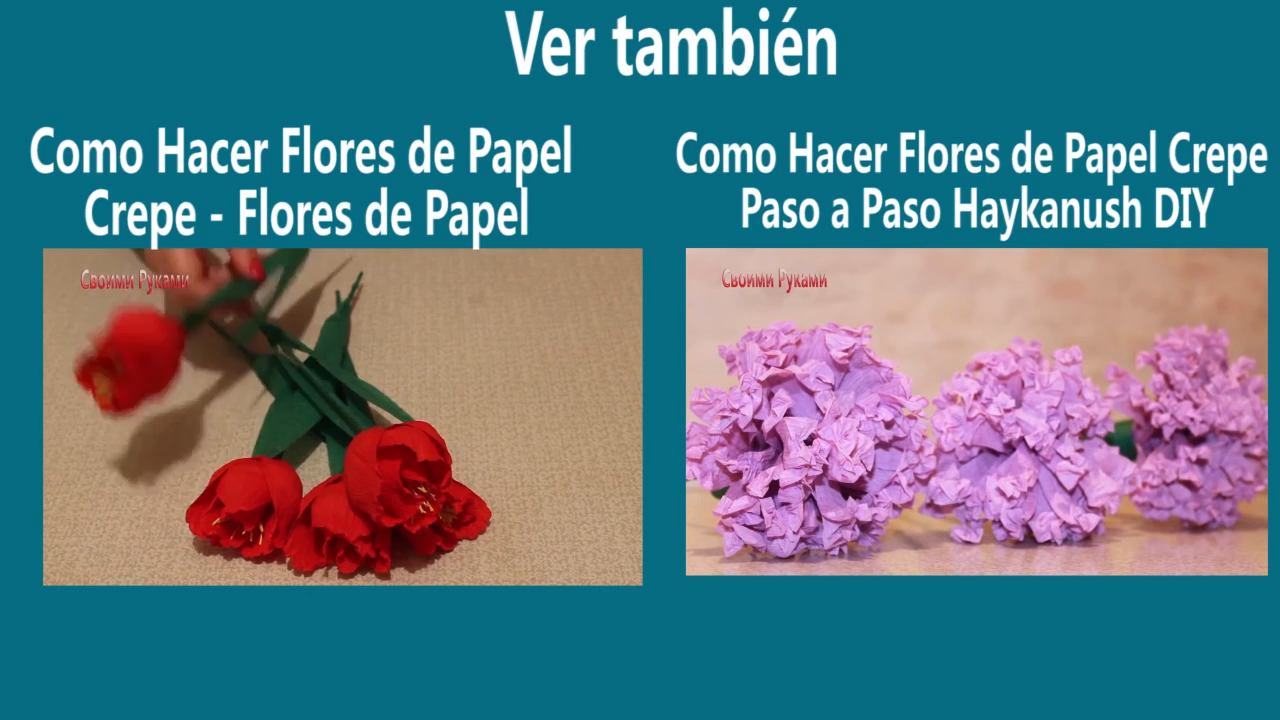 Ver también
Como Hacer Flores de Papel
Crepe - Flores de Papel
Como Hacer Flores de Papel Crepe
Paso a Paso Haykanush DIY
Своими Руками
Своими Руками